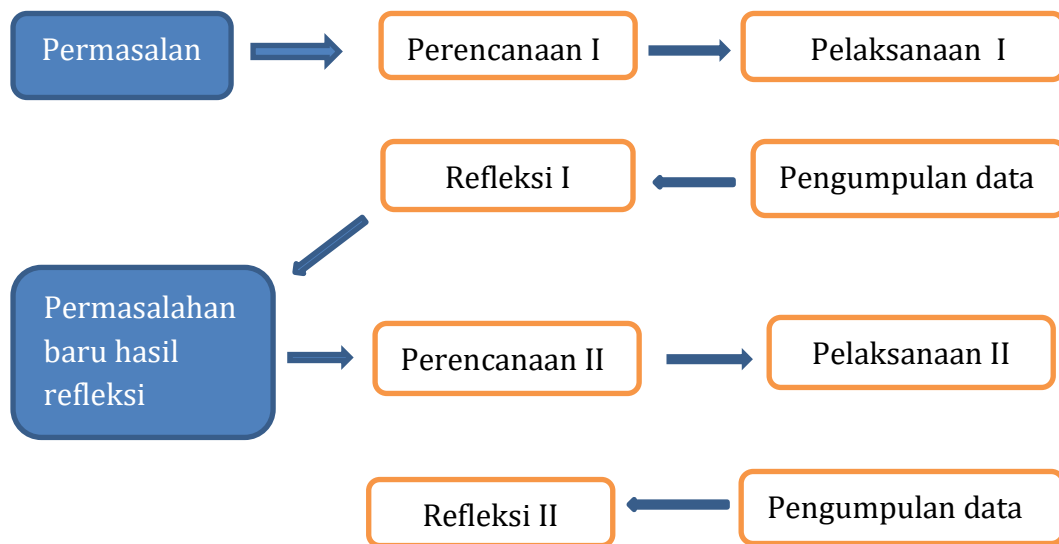 Permasalan
Perencanaan I
Pelaksanaan I
Refleksi I
Pengumpulan data
Permasalahan
baru hasil
refleksi
Perencanaan II
Pelaksanaan II
Refleksi II
Pengumpulan data